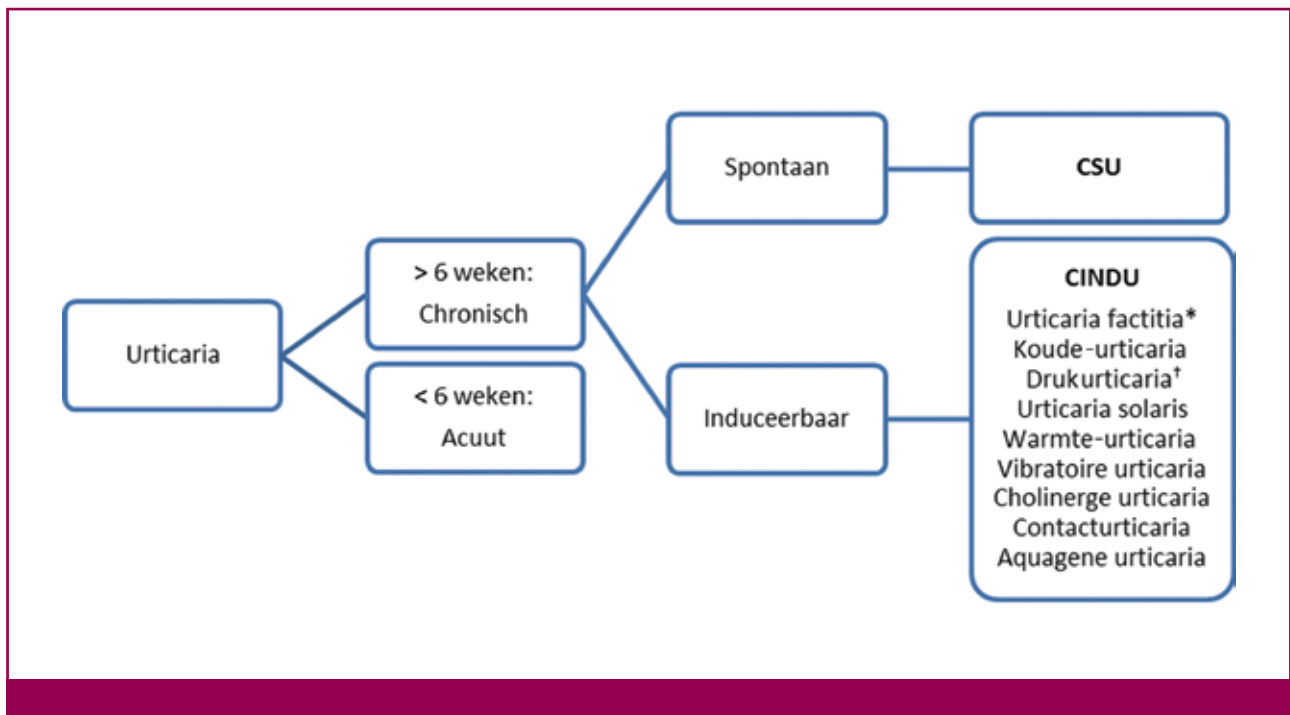 Urticaria
> 6 weken:
Chronisch
< 6 weken:
Acuut
Spontaan
Induceerbaar
CSU
CINDU
Urticaria factitia*
Koude-urticaria
Drukurticaria†
Urticaria solaris
Warmte-urticaria
Vibratoire urticaria
Cholinerge urticaria
Contacturticaria
Aquagene urticaria